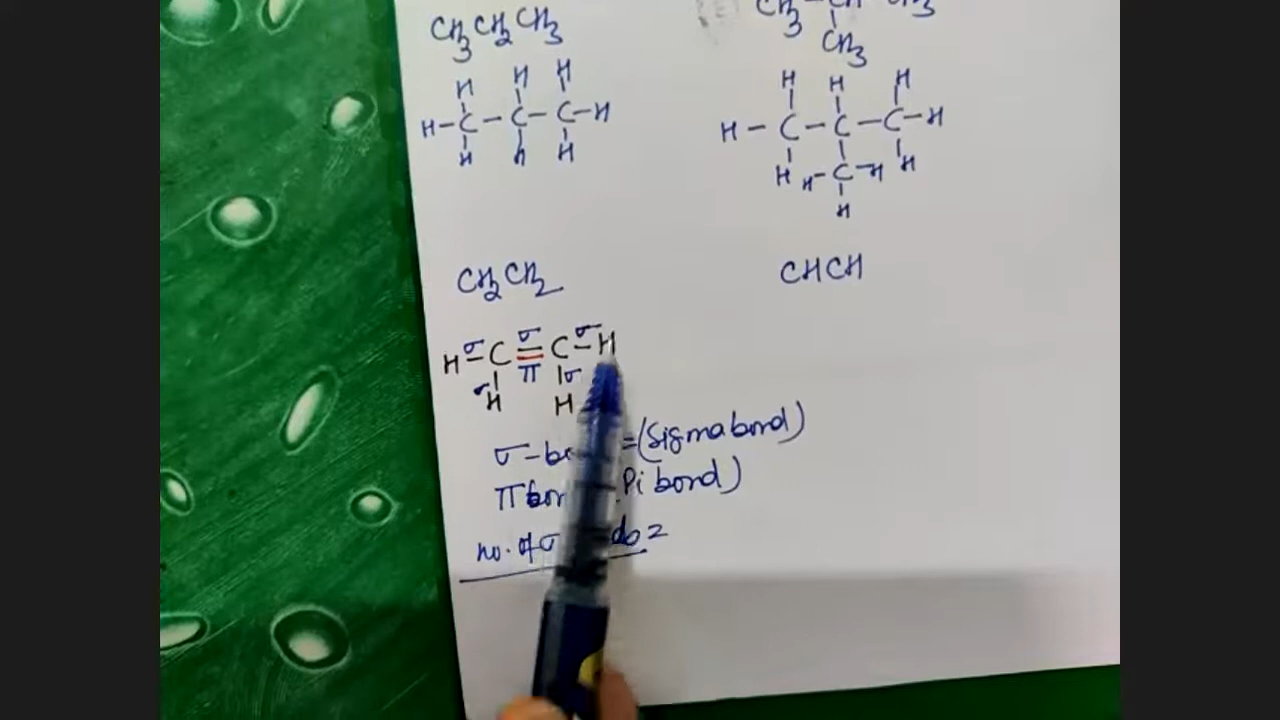 CH3CH2CH3
H H H
H-C-C-C-H
H H H
CH3
H H H
H-C-C-C-H
H H-C-H H
H
CH2CH2
CHCH
σ σ σ
H-C=C-H
π
σ σ
H H
σ-
=(Sigma bond)
π
Pi bond)
no. of σ